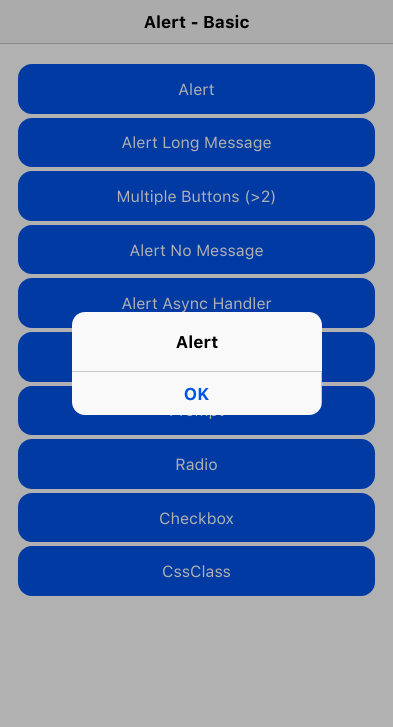 Alert - Basic
Alert
Alert Long Message
Multiple Buttons (>2)
Alert No Message
Alert Async Handler
Alert
OK
Radio
Checkbox
CssClass